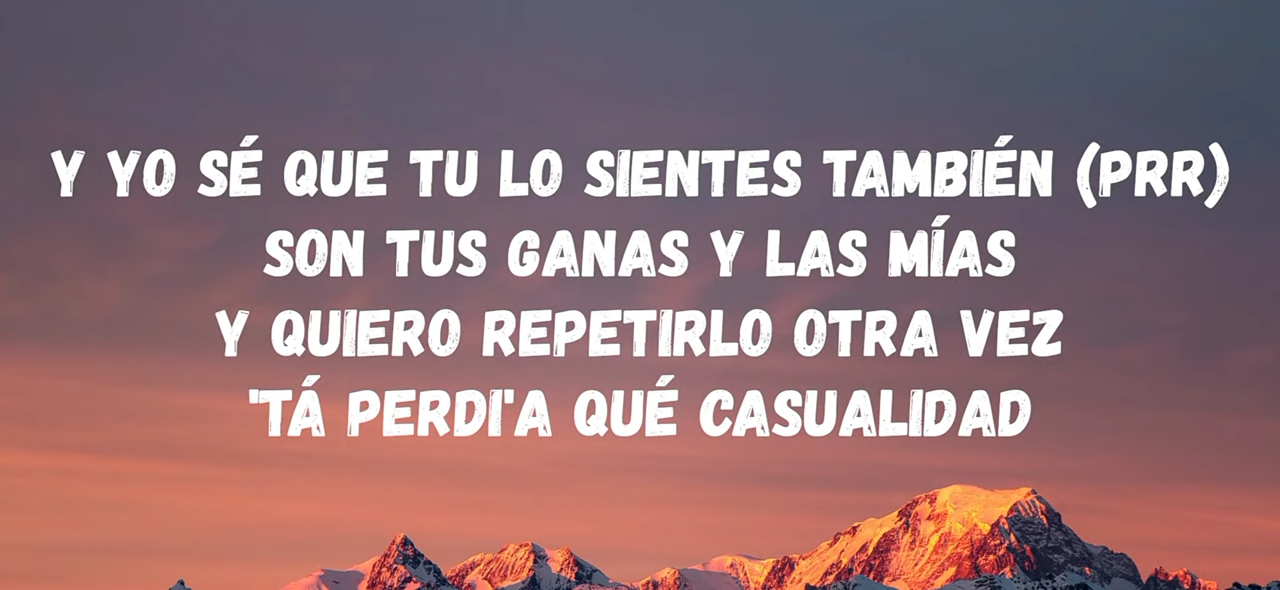 Y YO SÉ QUE TU LO SIENTES TAMBIÉN (PRR)
SON TUS GANAS Y LAS MÍAS
Y QUIERO REPETIRLO OTRA VEZ
'TÁ PERDI'A QUÉ CASUALIDAD